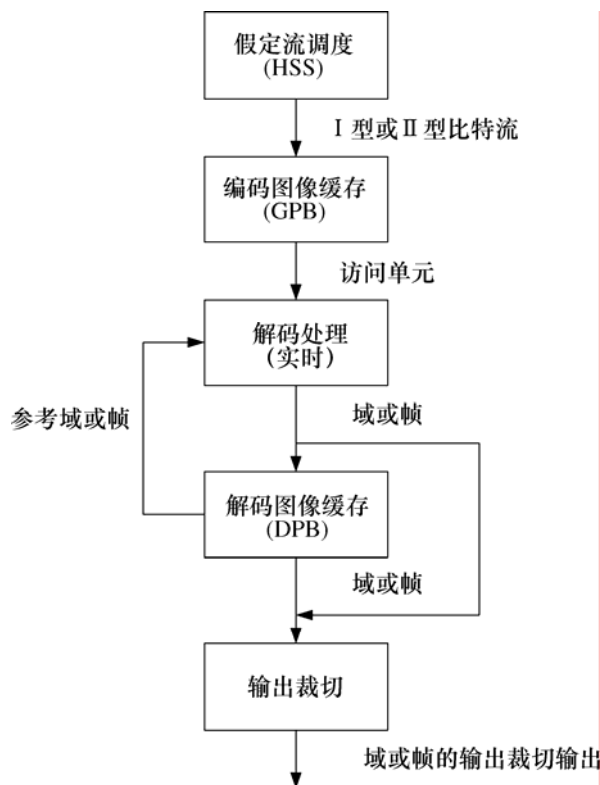 假定流调度
(HSS)
Ⅰ型或Ⅱ型比特流
编码图像缓存
(GPB)
访问单元
解码处理
(实时)
参考域或帧
域或帧
解码图像缓存
(DPB)
域或帧
输出裁切
域或帧的输出裁切输出